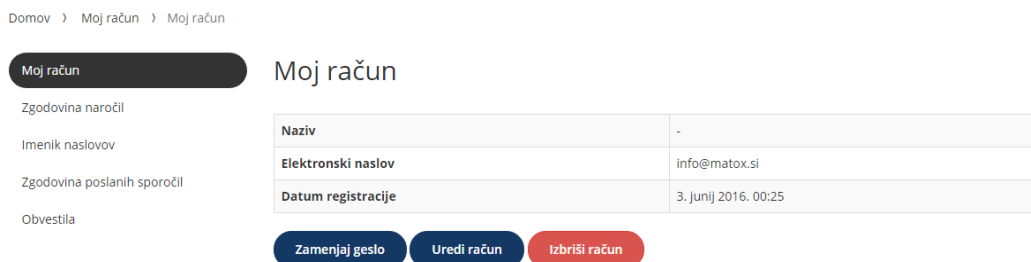 Domov › Moj račun › Moj račun
Moj račun
Zgodovina naročil
Imenik naslovov
Zgodovina poslanih sporočil
Obvestila
Moj račun
Naziv -
Elektronski naslov info@matox.si
Datum registracije 3. junij 2016. 00:25
Zamenjaj geslo Uredi račun Izbriši račun